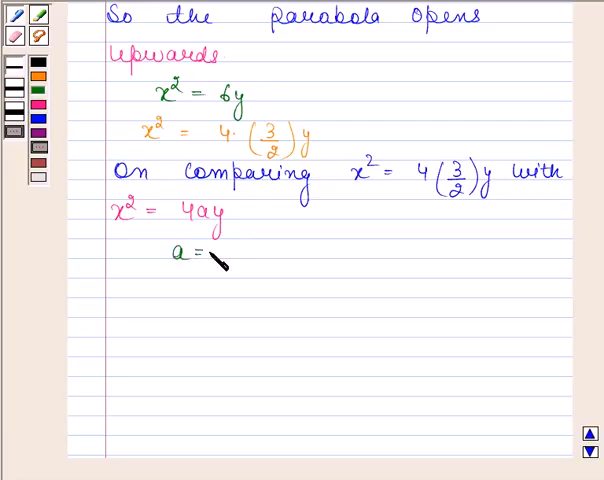 So the parabola opens
upwards.
x² = 6y
x² = 4·(3/2)y
On comparing x² = 4(3/2)y with
x² = 4ay
a =